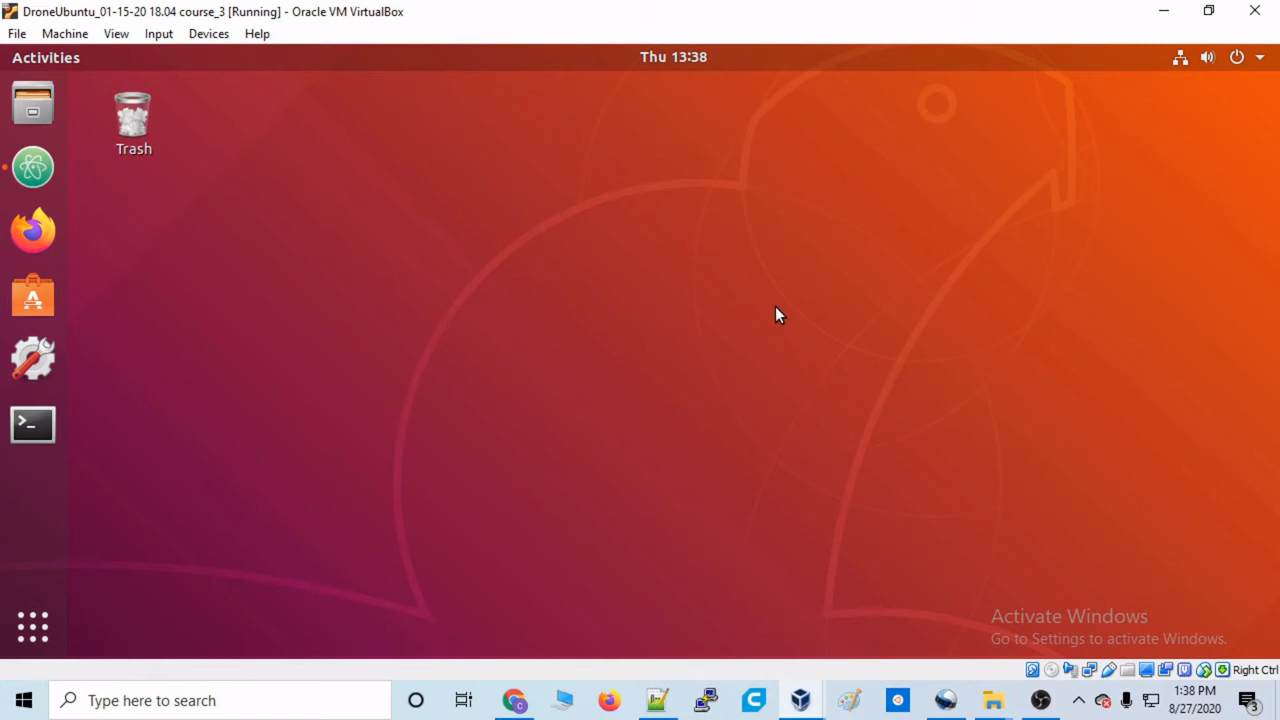 DroneUbuntu_01-15-20 18.04 course_3 [Running] - Oracle VM VirtualBox
File Machine View Input Devices Help
Activities
Thu 13:38
Trash
Activate Windows
Go to Settings to activate Windows.
Right Ctrl
Type here to search
1:38 PM
8/27/2020
3